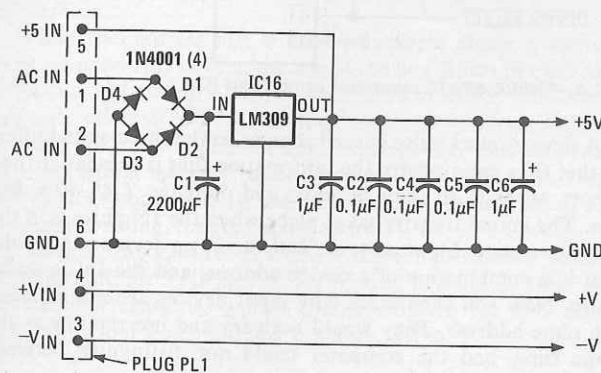 +5 IN
5
1N4001 (4)
AC IN
1
D4
D1
IN
IC16
LM309
OUT
+5V
AC IN
2
D3
D2
C1
2200µF
+
C3
1µF
C2
0.1µF
C4
0.1µF
C5
0.1µF
C6
1µF
+
GND
6
GND
+VIN
4
+V
-VIN
3
-V
PLUG PL1